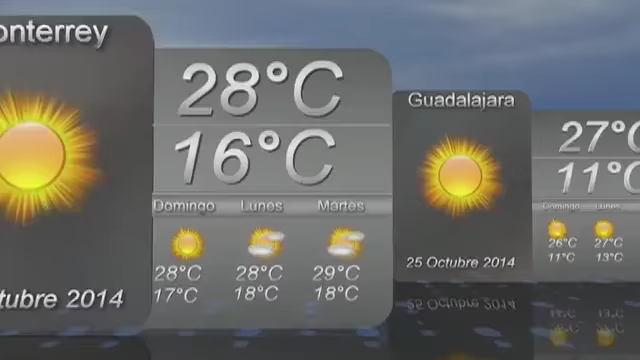 onterrey
28°C
16°C
Domingo Lunes Martes
28°C 28°C 29°C
17°C 18°C 18°C
tubre 2014
Guadalajara
25 Octubre 2014
27°C
11°C
Domingo Lunes
26°C 27°C
11°C 13°C